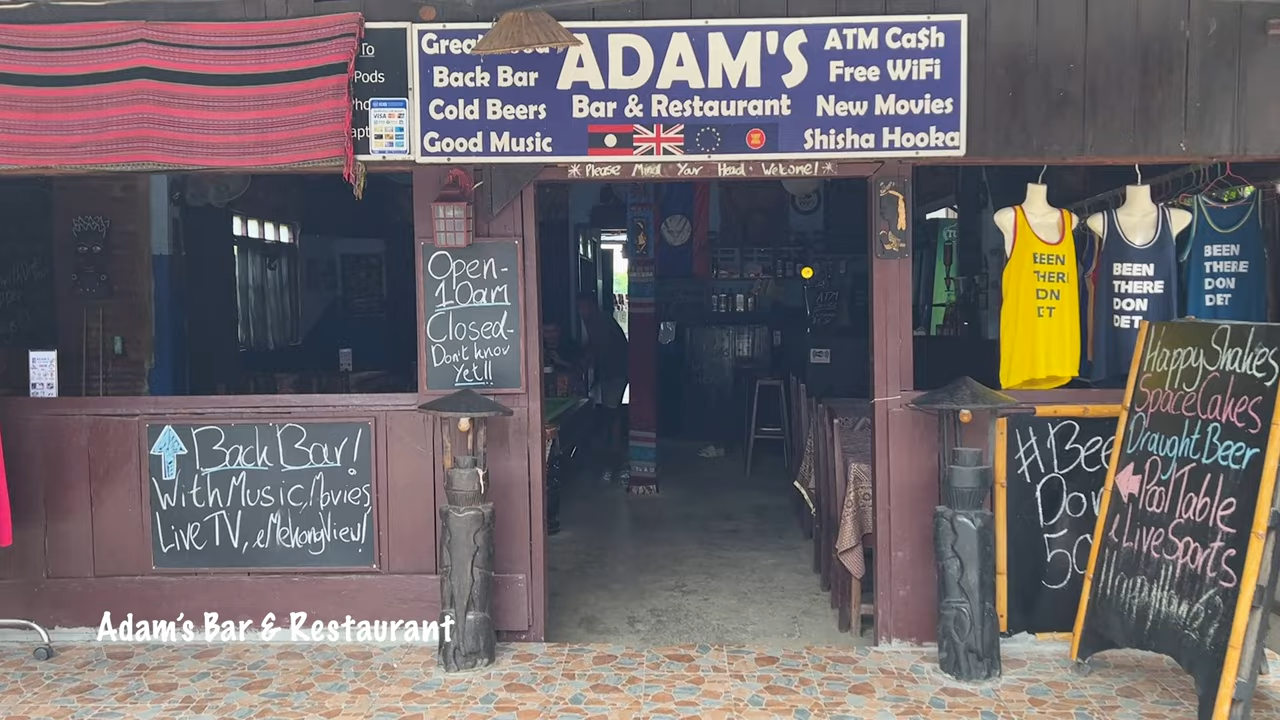 To
Pods
VISA
Great
Back Bar
Cold Beers
Good Music
ADAM'S
Bar & Restaurant
ATM Ca$h
Free WiFi
New Movies
Shisha Hooka
Please Mind Your Head. Welcome!
Open-
10am
Closed-
Don't know
Yet!!
BEEN
THERE
DON
DET
BEEN
THERE
DON
DET
BEEN
THERE
DON
DET
Back Bar!
With Music, Movies
Live TV, & Mekong View!
#Bee
Don
50
Happy Shakes
Space Cakes
Draught Beer
Pool Table
& Live Sports
Adam's Bar & Restaurant